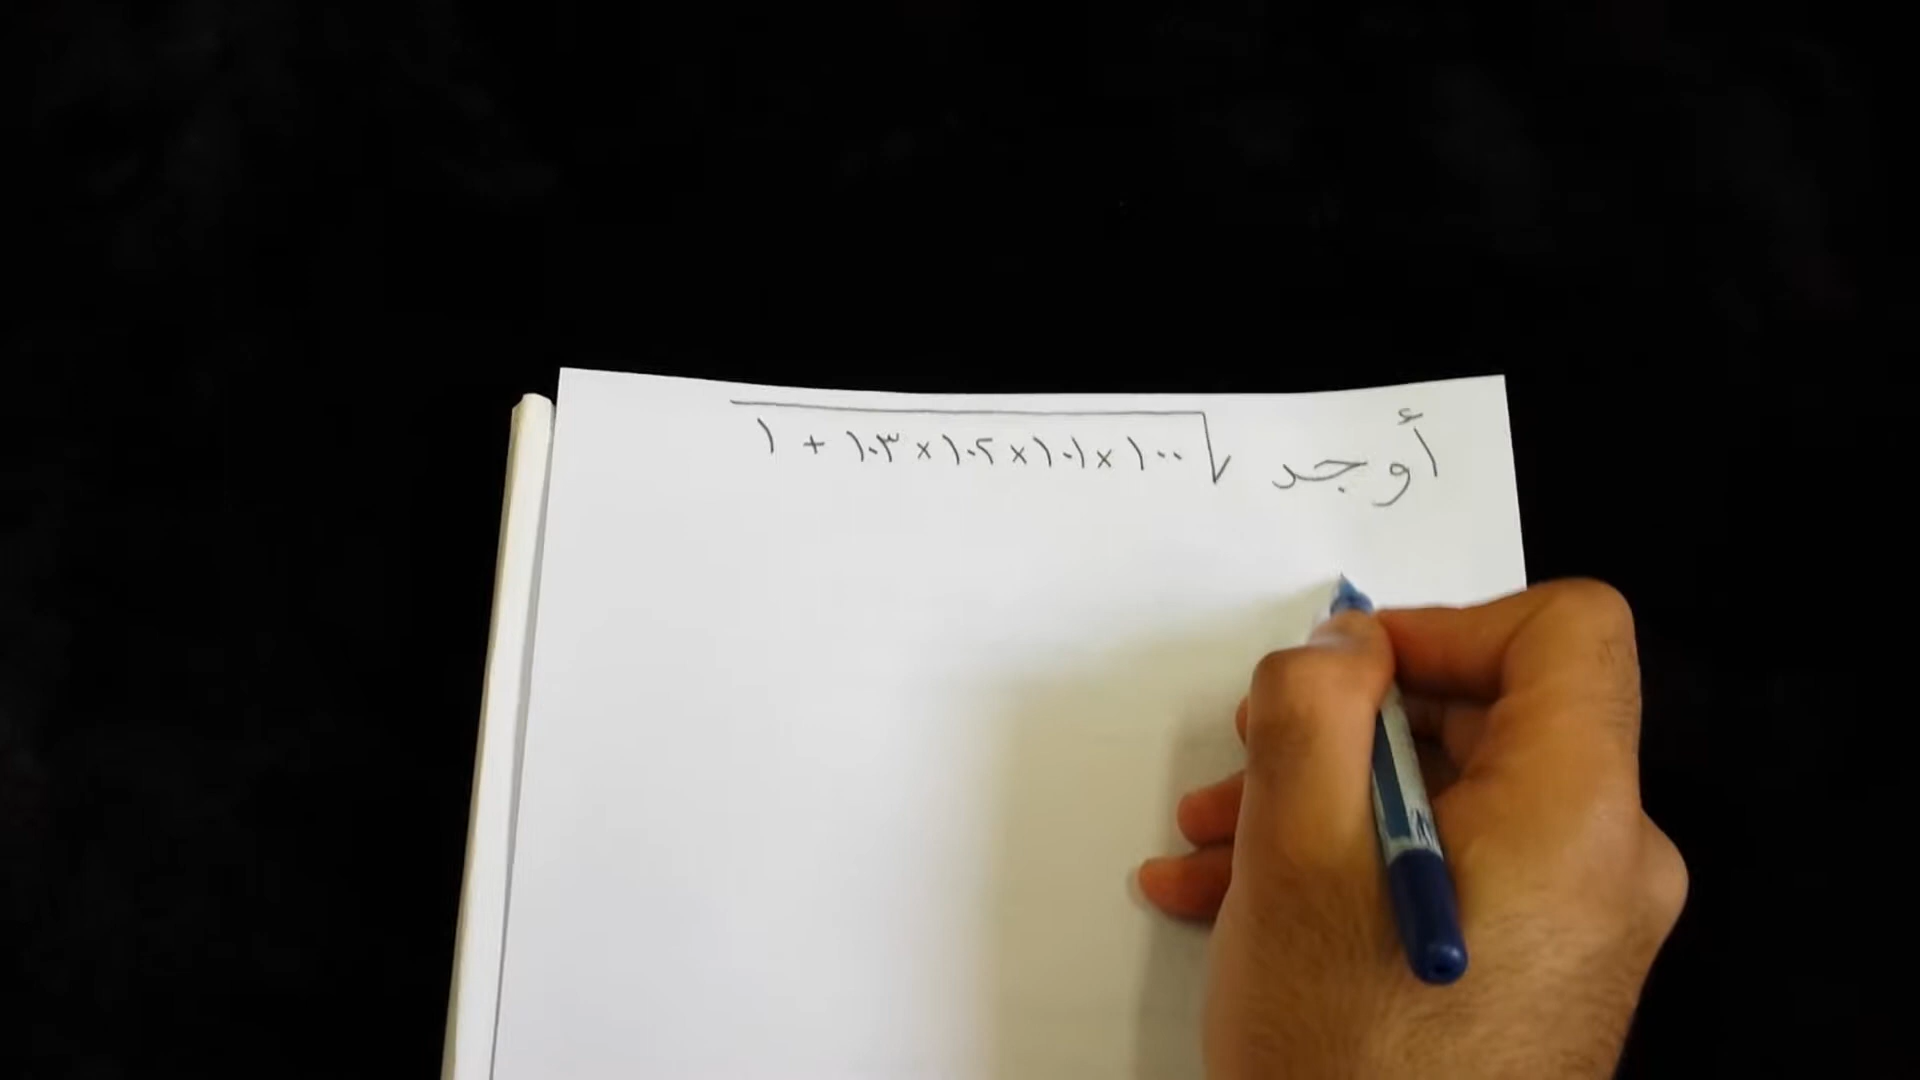 أوجد √١٠٠ × ١٠١ × ١٠٢ × ١٠٣ + ١